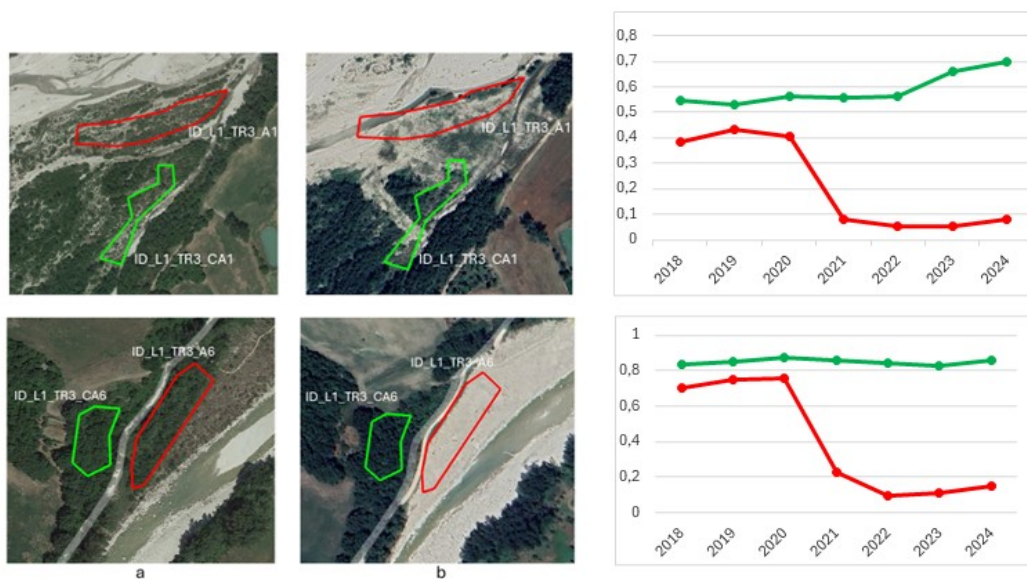 ID_L1_TR3_A1
ID_L1_TR3_CA1
ID_L1_TR3_A1
ID_L1_TR3_CA1
0,8
0,7
0,6
0,5
0,4
0,3
0,2
0,1
0
2018
2019
2020
2021
2022
2023
2024
ID_L1_TR3_A6
ID_L1_TR3_CA6
a
ID_L1_TR3_A6
ID_L1_TR3_CA6
b
1
0,8
0,6
0,4
0,2
0
2018
2019
2020
2021
2022
2023
2024